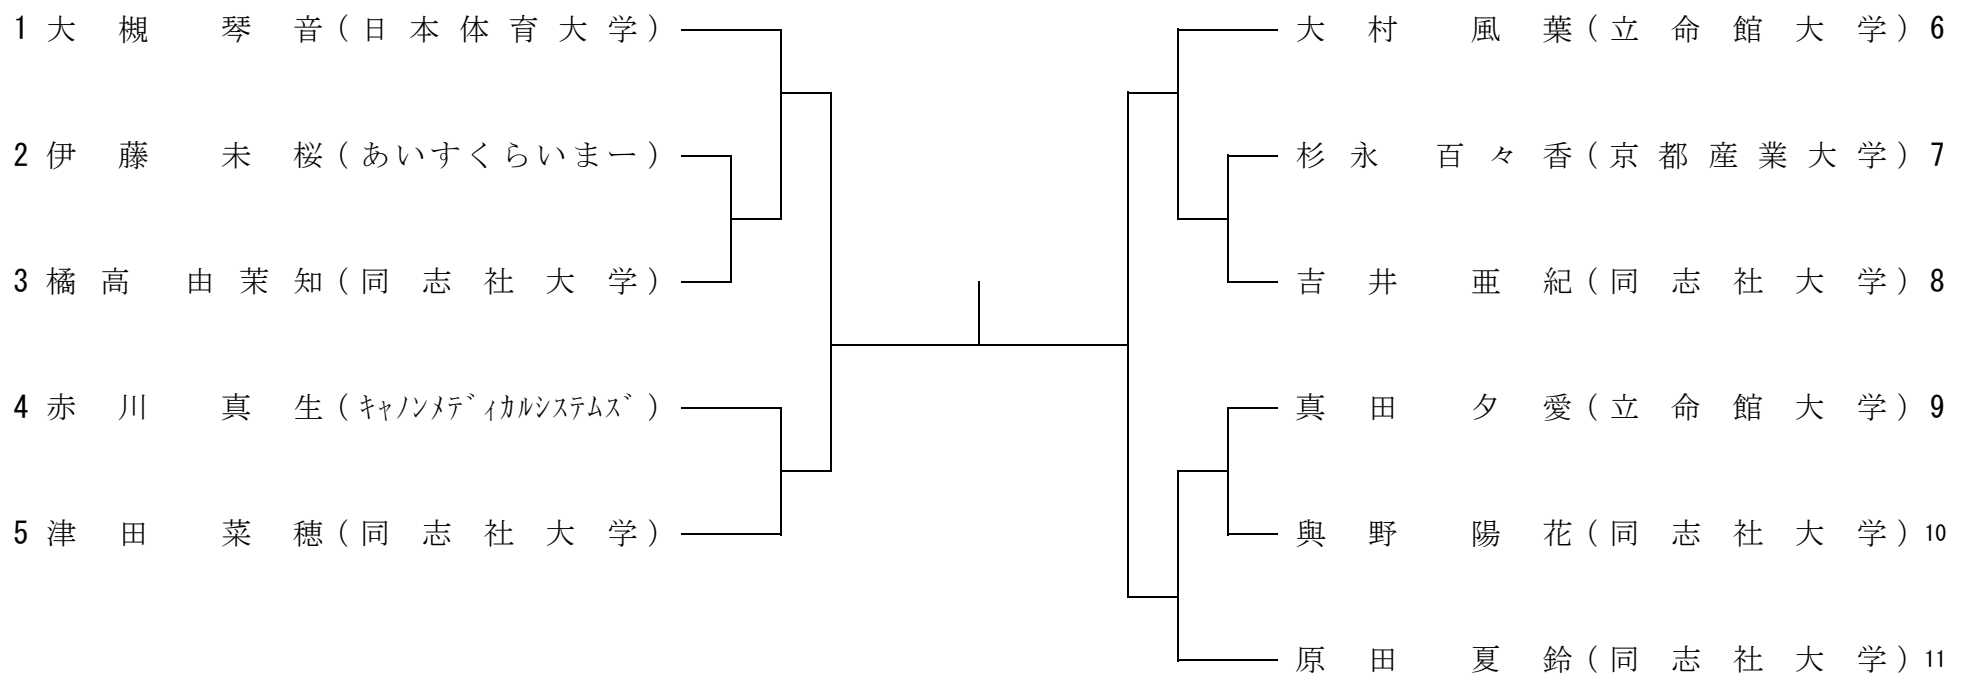 1 大槻 琴音(日本体育大学)
2 伊藤 未桜(あいすくらいまー)
3 橘高 由茉知(同志社大学)
4 赤川 真生(ｷｬﾉﾝﾒﾃﾞｨｶﾙｼｽﾃﾑｽﾞ)
5 津田 菜穂(同志社大学)
大村 風葉(立命館大学) 6
杉永 百々香(京都産業大学) 7
吉井 亜紀(同志社大学) 8
真田 夕愛(立命館大学) 9
與野 陽花(同志社大学) 10
原田 夏鈴(同志社大学) 11